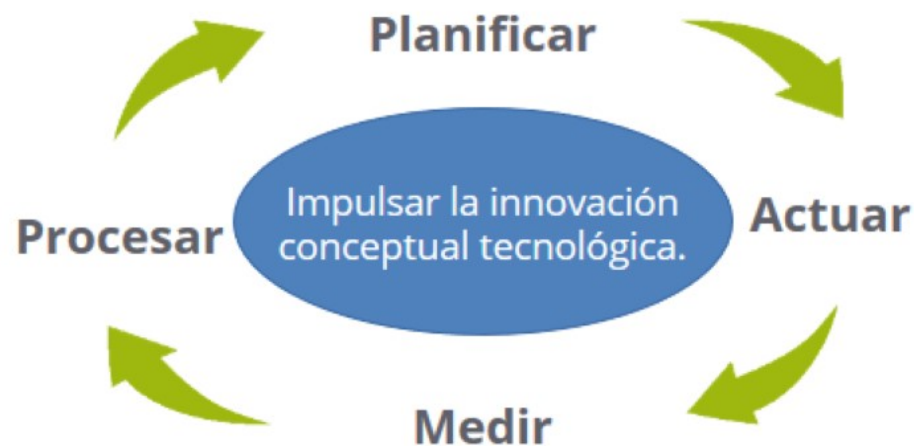 Planificar
Impulsar la innovación
conceptual tecnológica.
Actuar
Procesar
Medir